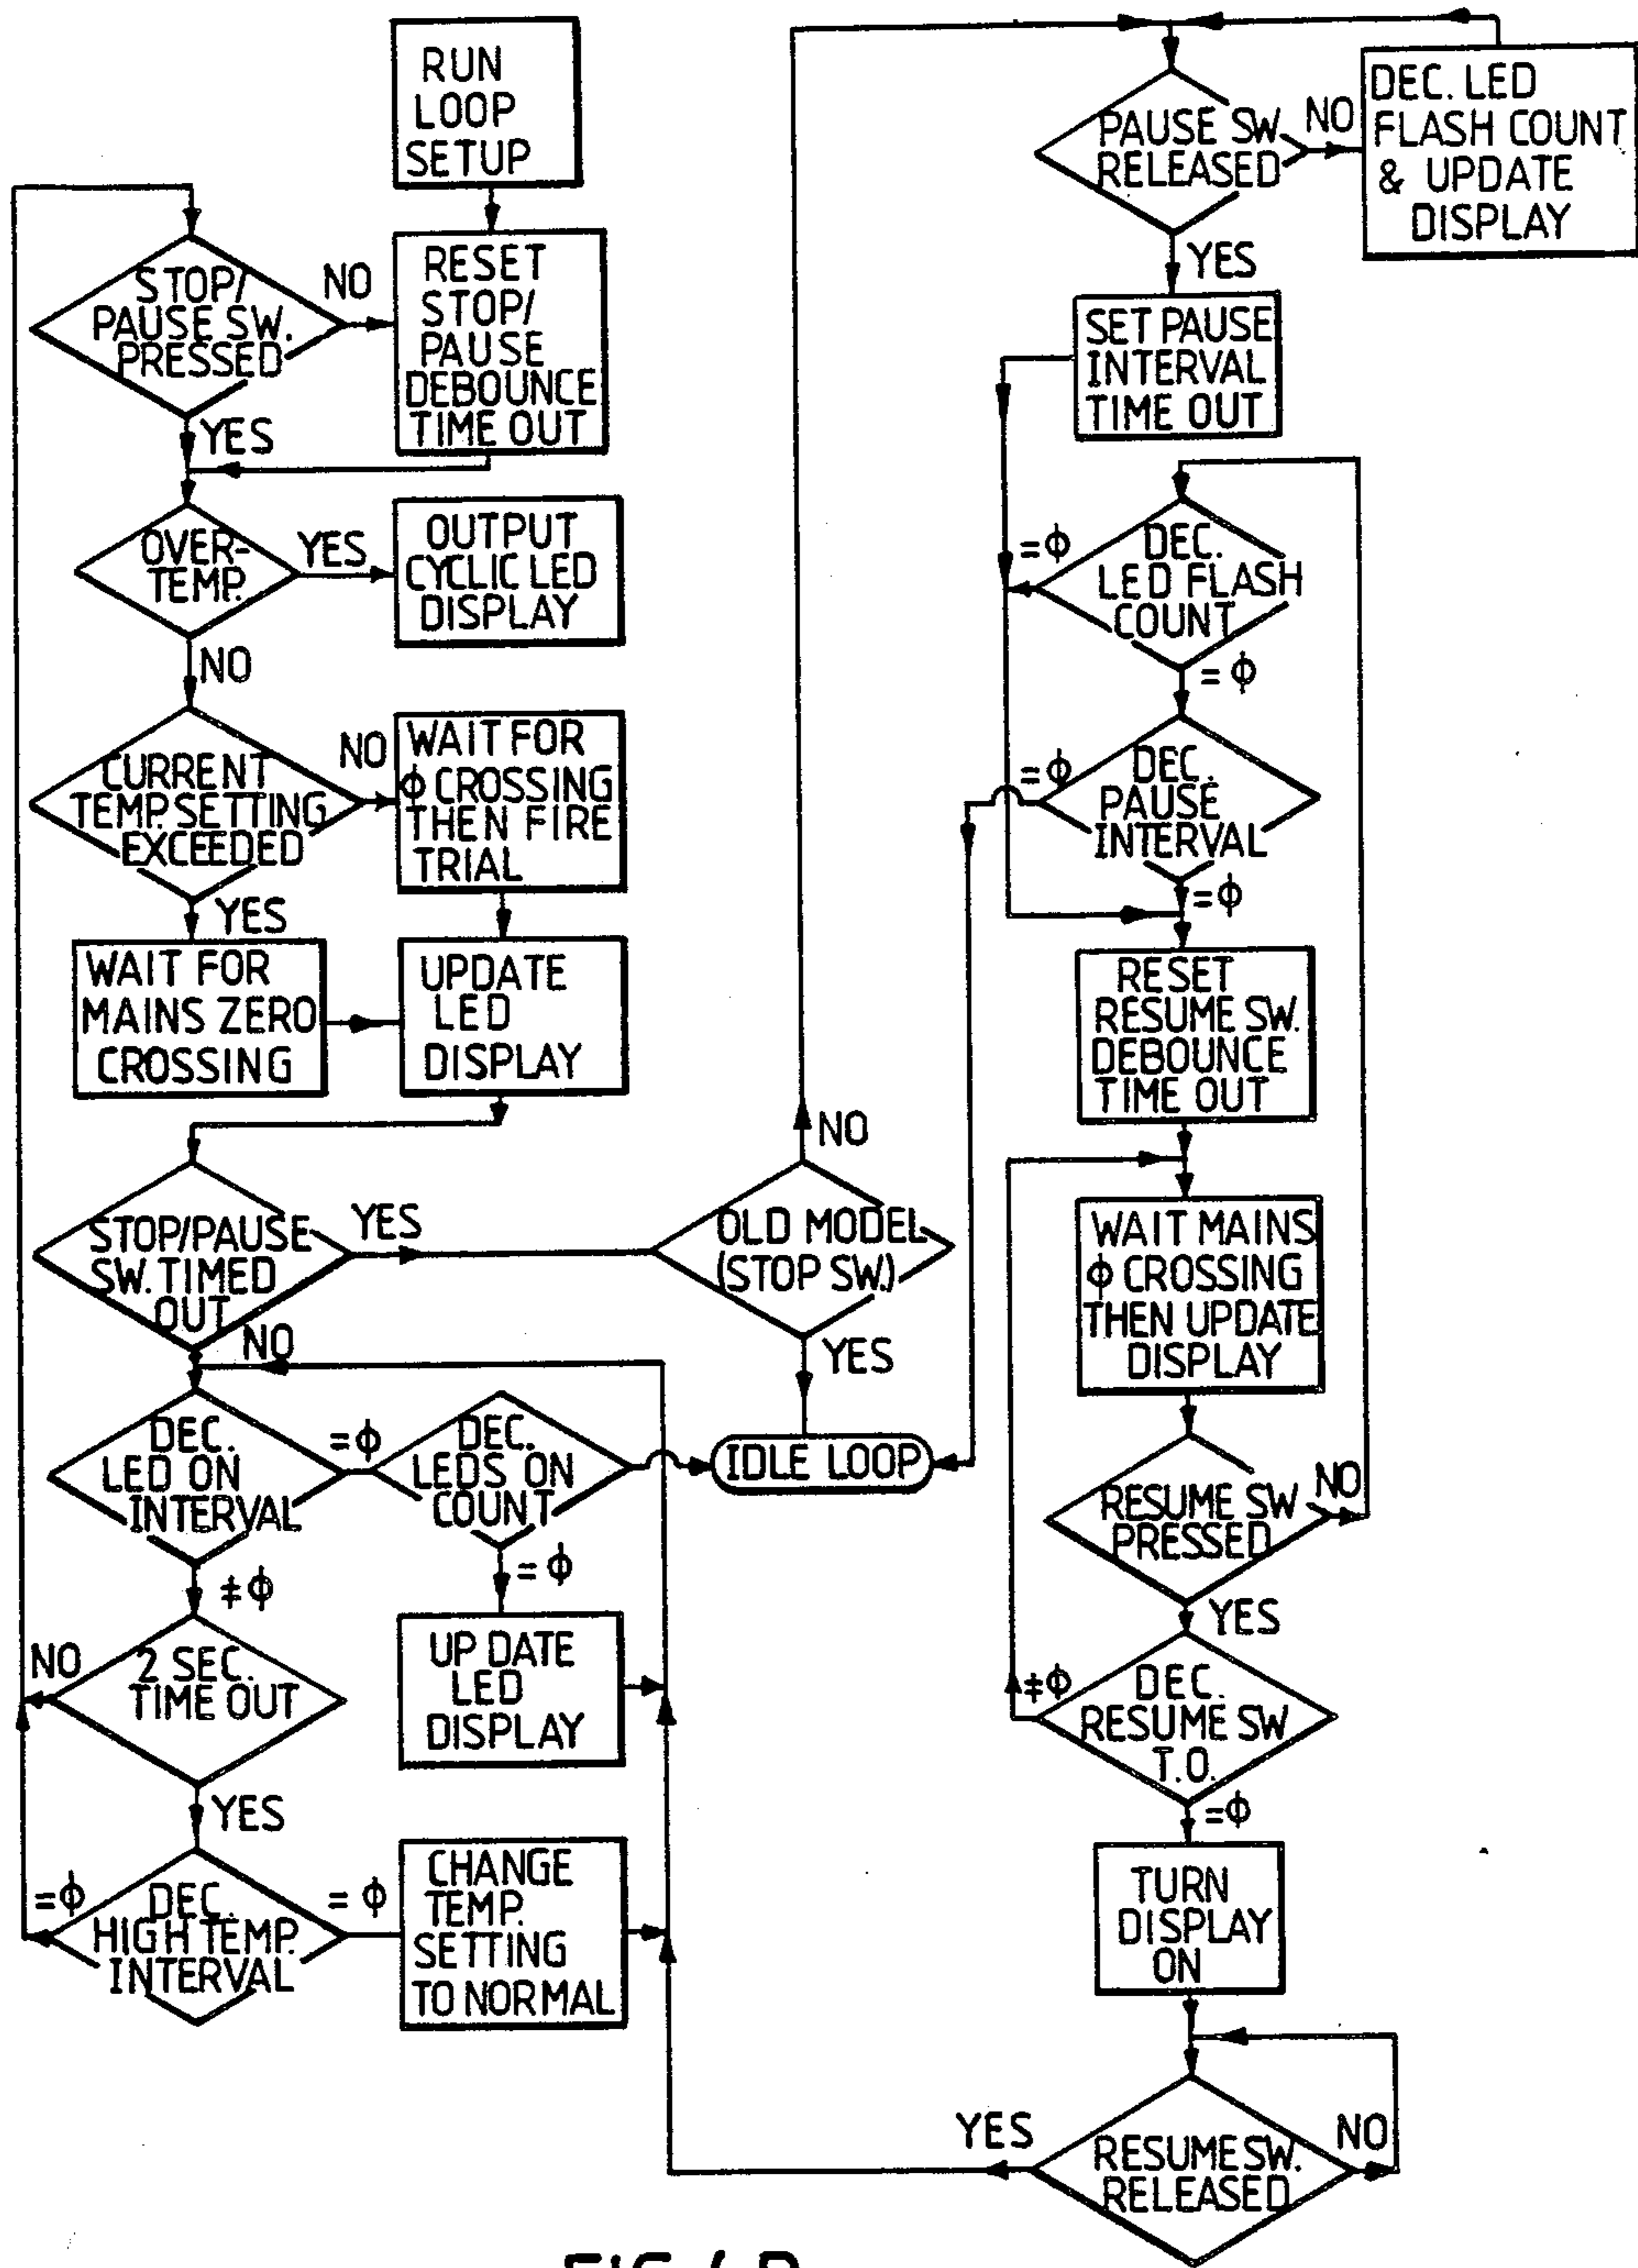 RUN
LOOP
SETUP
STOP/
PAUSE SW.
PRESSED
NO
YES
RESET
STOP/
PAUSE
DEBOUNCE
TIME OUT
OVER-
TEMP.
YES
NO
OUTPUT
CYCLIC LED
DISPLAY
CURRENT
TEMP. SETTING
EXCEEDED
NO
YES
WAIT FOR
ϕ CROSSING
THEN FIRE
TRIAL
WAIT FOR
MAINS ZERO
CROSSING
UPDATE
LED
DISPLAY
STOP/PAUSE
SW. TIMED
OUT
YES
NO
OLD MODEL
(STOP SW.)
NO
YES
IDLE LOOP
DEC.
LED ON
INTERVAL
=ϕ
≠ϕ
DEC.
LEDS ON
COUNT
=ϕ
UP DATE
LED
DISPLAY
2 SEC.
TIME OUT
NO
YES
DEC.
HIGH TEMP.
INTERVAL
=ϕ
=ϕ
CHANGE
TEMP.
SETTING
TO NORMAL
PAUSE SW.
RELEASED
NO
YES
DEC. LED
FLASH COUNT
& UPDATE
DISPLAY
SET PAUSE
INTERVAL
TIME OUT
DEC.
LED FLASH
COUNT
=ϕ
=ϕ
DEC.
PAUSE
INTERVAL
=ϕ
=ϕ
RESET
RESUME SW.
DEBOUNCE
TIME OUT
WAIT MAINS
ϕ CROSSING
THEN UPDATE
DISPLAY
RESUME SW
PRESSED
NO
YES
DEC.
RESUME SW
T.O.
≠ϕ
=ϕ
TURN
DISPLAY
ON
RESUME SW.
RELEASED
YES
NO